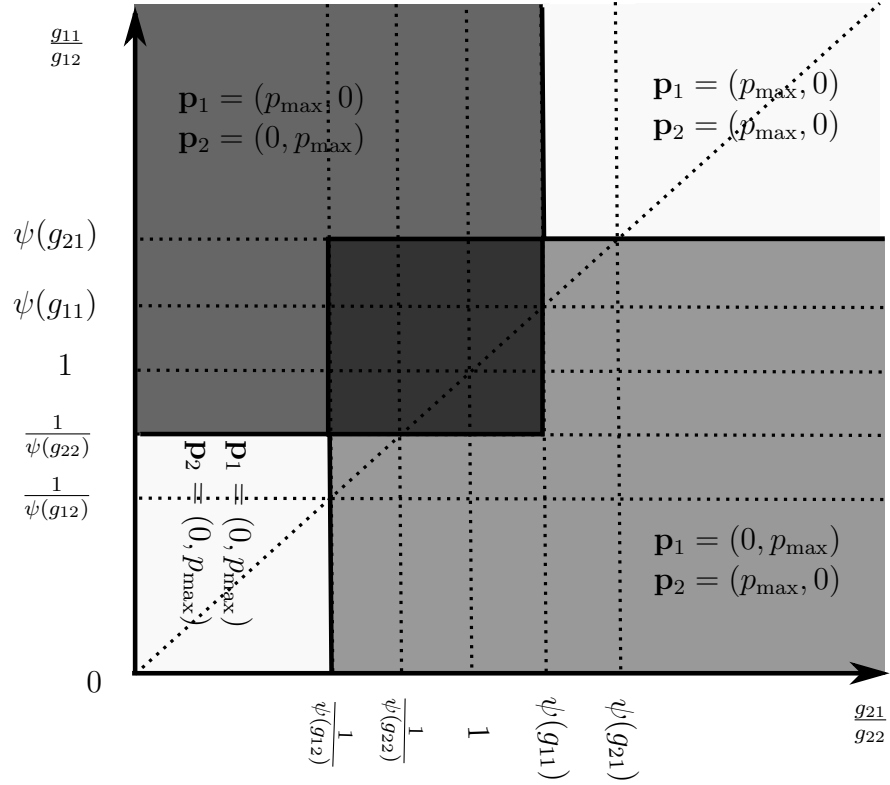 g₁₁/g₁₂
𝐩₁ = (pₘₐₓ, 0)
𝐩₂ = (0, pₘₐₓ)
𝐩₁ = (pₘₐₓ, 0)
𝐩₂ = (pₘₐₓ, 0)
ψ(g₂₁)
ψ(g₁₁)
1
1/ψ(g₂₂)
1/ψ(g₁₂)
𝐩₁ = (0, pₘₐₓ)
𝐩₂ = (0, pₘₐₓ)
𝐩₁ = (0, pₘₐₓ)
𝐩₂ = (pₘₐₓ, 0)
0
1/ψ(g₁₂)
1/ψ(g₂₂)
1
ψ(g₁₁)
ψ(g₂₁)
g₂₁/g₂₂